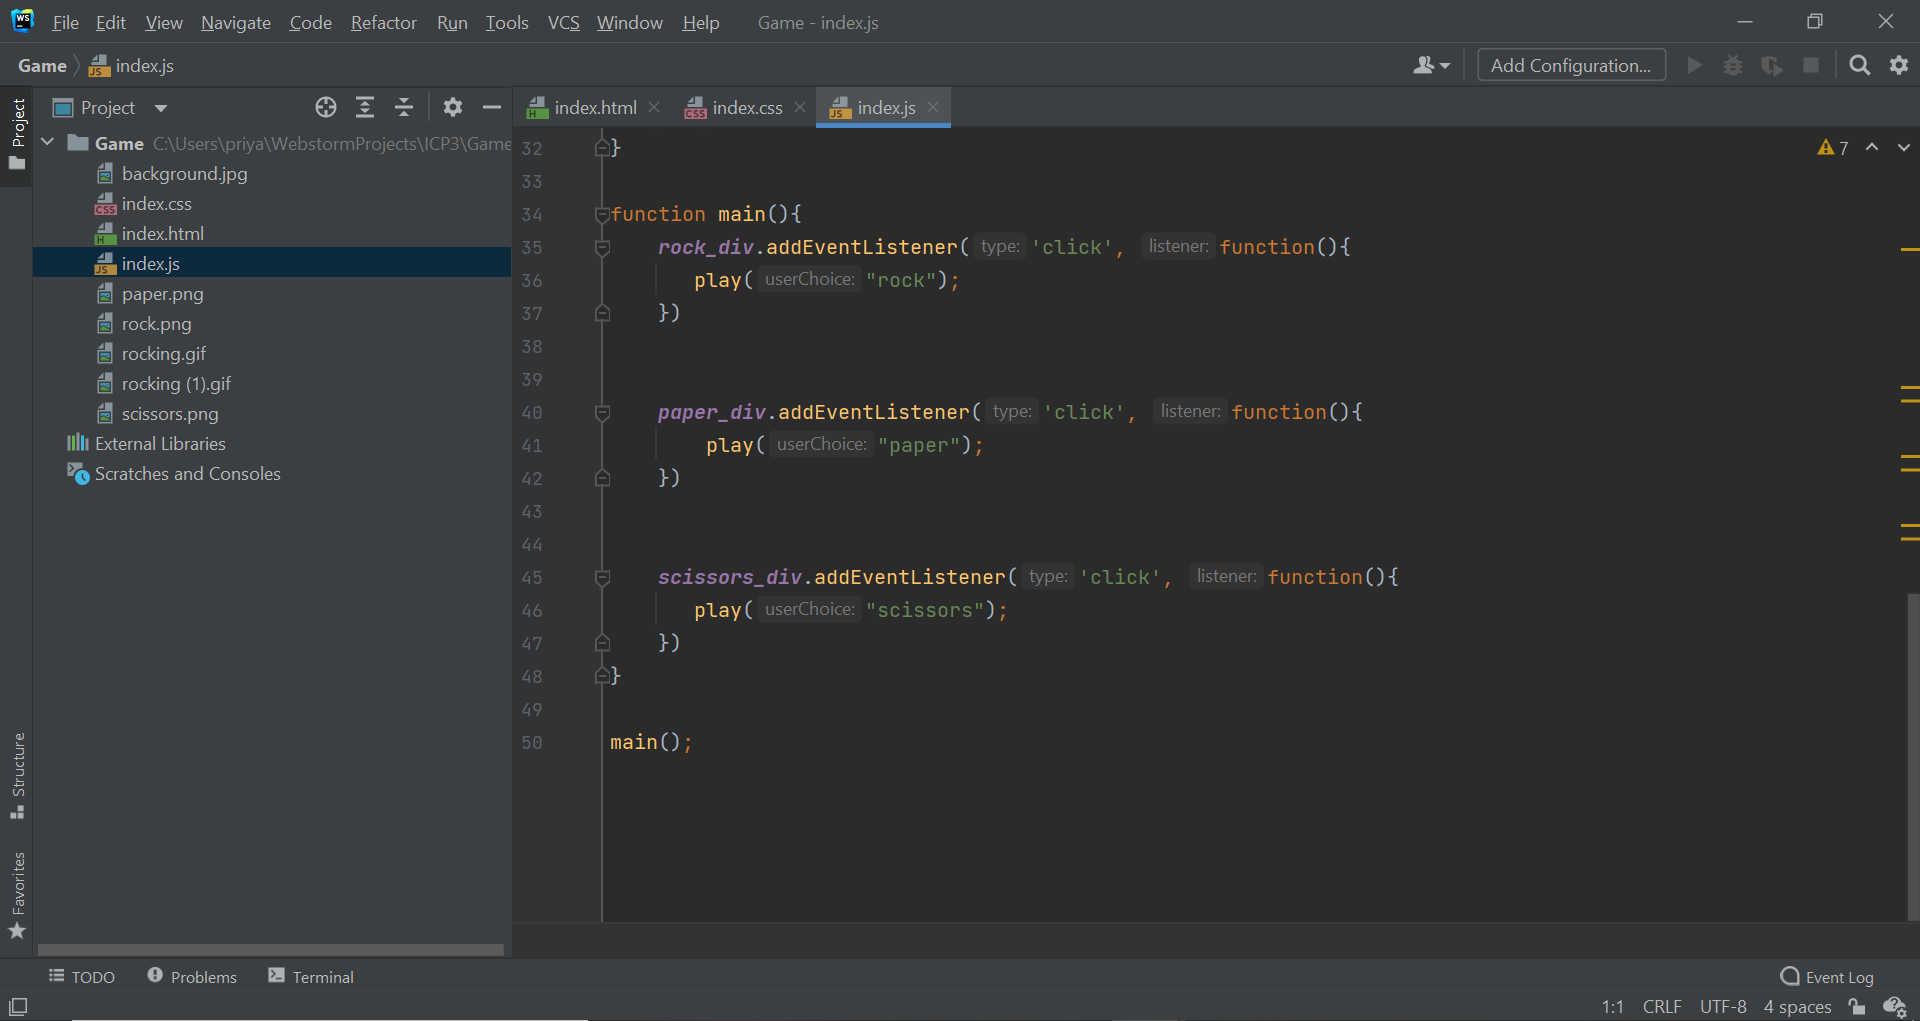 WS File Edit View Navigate Code Refactor Run Tools VCS Window Help Game - index.js
Game index.js Add Configuration...
Project
Project
Game C:\Users\priya\WebstormProjects\ICP3\Game
background.jpg
index.css
index.html
index.js
paper.png
rock.png
rocking.gif
rocking (1).gif
scissors.png
External Libraries
Scratches and Consoles
Structure
Favorites
index.html index.css index.js
7
32 }
33
34 function main(){
35 rock_div.addEventListener( type: 'click', listener: function(){
36 play( userChoice: "rock");
37 })
38
39
40 paper_div.addEventListener( type: 'click', listener: function(){
41 play( userChoice: "paper");
42 })
43
44
45 scissors_div.addEventListener( type: 'click', listener: function(){
46 play( userChoice: "scissors");
47 })
48 }
49
50 main();
TODO Problems Terminal Event Log
1:1 CRLF UTF-8 4 spaces